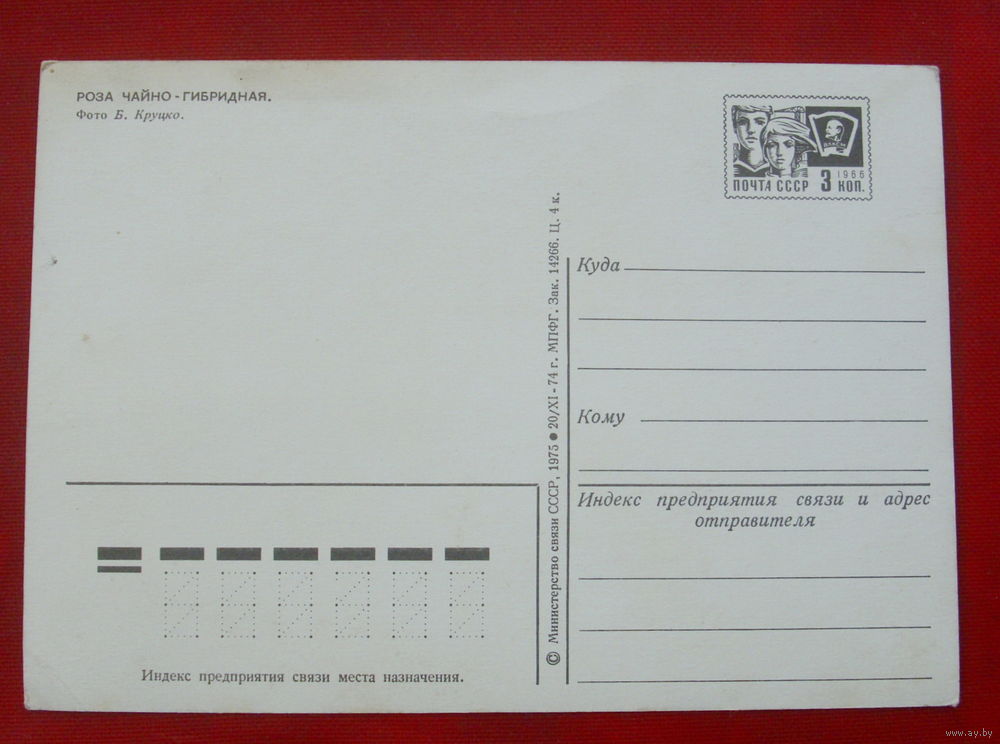 РОЗА ЧАЙНО-ГИБРИДНАЯ.
Фото Б. Круцко.
ВЛКСМ
1966
ПОЧТА СССР 3 КОП.
Куда
Кому
Индекс предприятия связи и адрес
отправителя
© Министерство связи СССР, 1975 ● 20/XI-74 г. МПФГ. Зак. 14266. Ц. 4 к.
Индекс предприятия связи места назначения.
www.ay.by